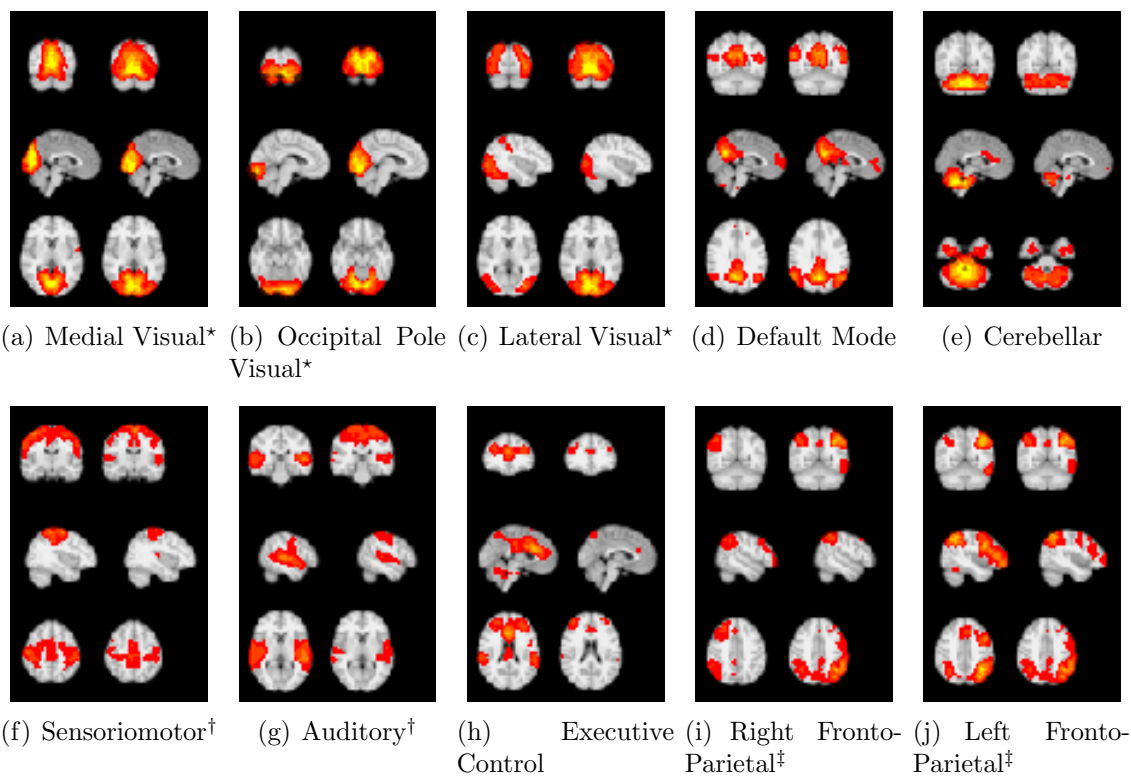 (a) Medial Visual⋆
(b) Occipital Pole
Visual⋆
(c) Lateral Visual⋆
(d) Default Mode
(e) Cerebellar
(f) Sensoriomotor†
(g) Auditory†
(h) Executive
Control
(i) Right Fronto-
Parietal‡
(j) Left Fronto-
Parietal‡